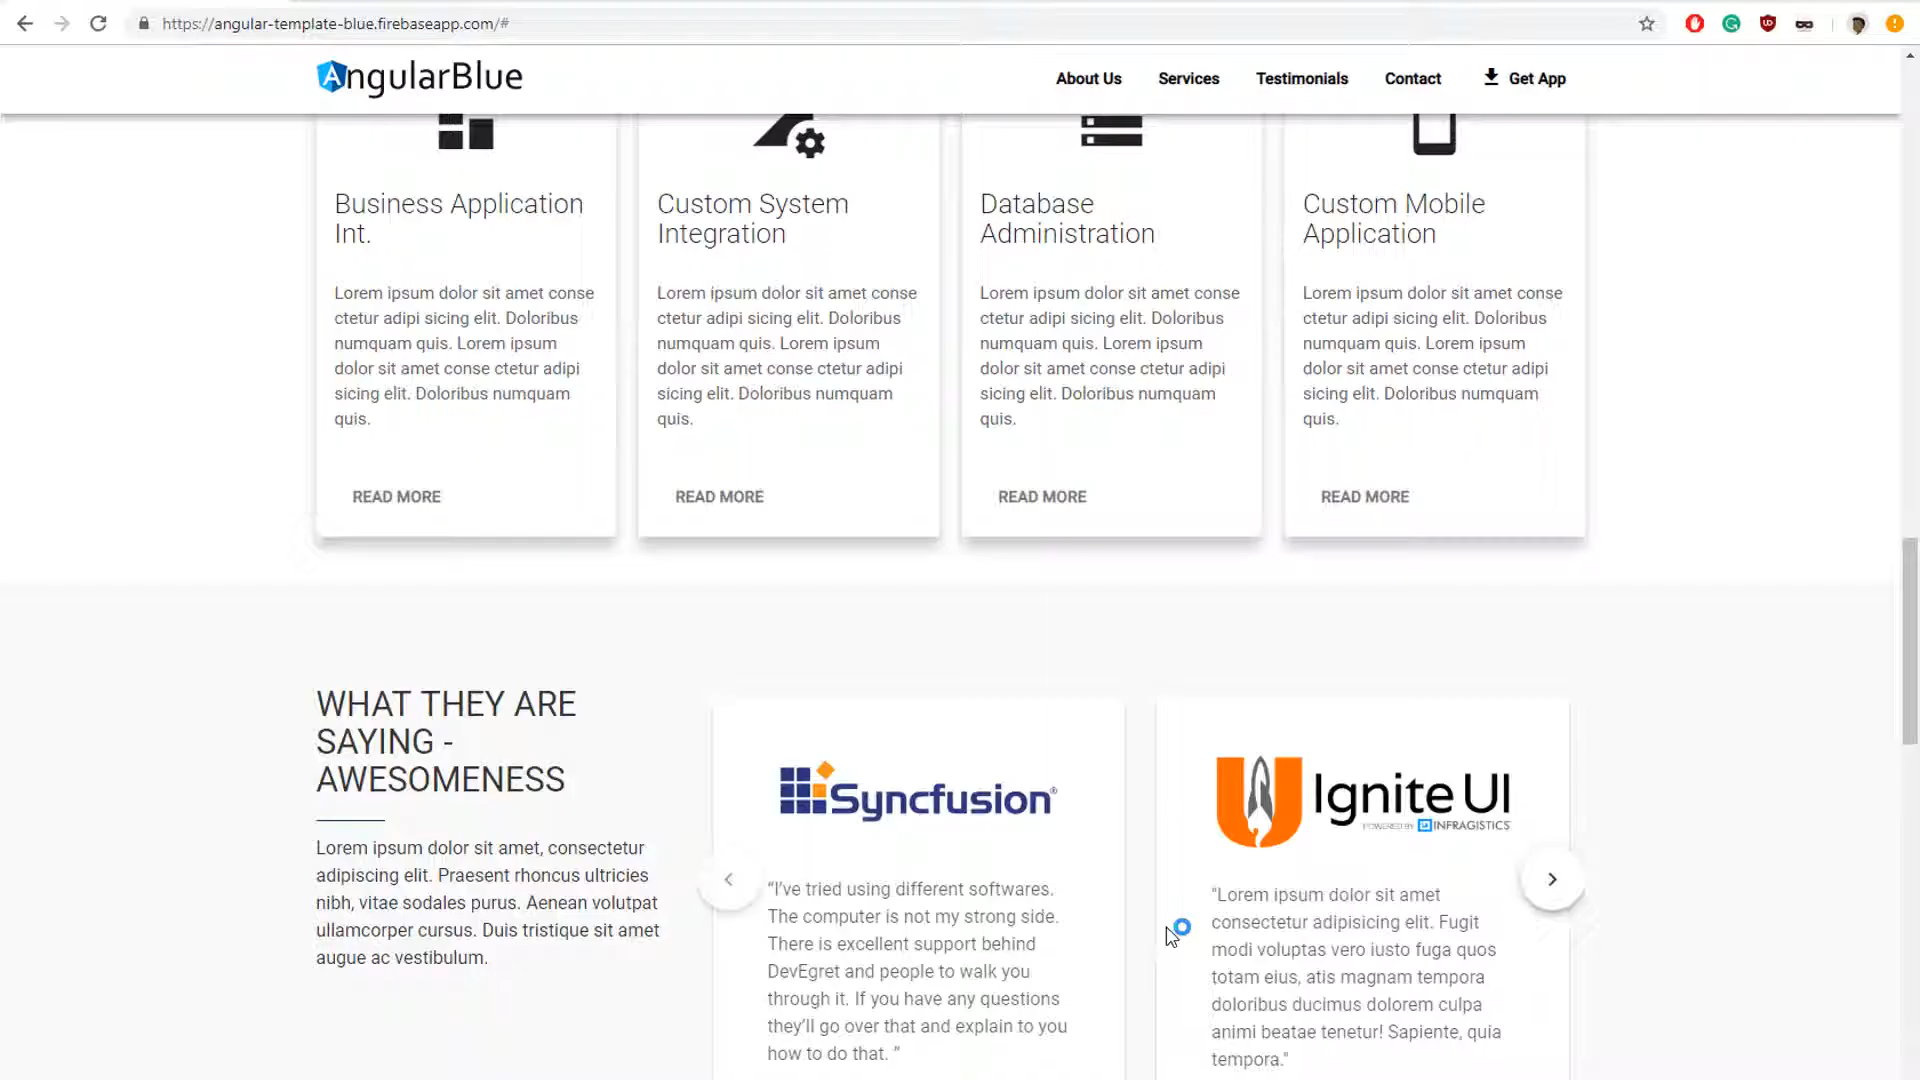 https://angular-template-blue.firebaseapp.com/#
AngularBlue
About Us
Services
Testimonials
Contact
Get App
Business Application
Int.
Lorem ipsum dolor sit amet conse
ctetur adipi sicing elit. Doloribus
numquam quis. Lorem ipsum
dolor sit amet conse ctetur adipi
sicing elit. Doloribus numquam
quis.
READ MORE
Custom System
Integration
Lorem ipsum dolor sit amet conse
ctetur adipi sicing elit. Doloribus
numquam quis. Lorem ipsum
dolor sit amet conse ctetur adipi
sicing elit. Doloribus numquam
quis.
READ MORE
Database
Administration
Lorem ipsum dolor sit amet conse
ctetur adipi sicing elit. Doloribus
numquam quis. Lorem ipsum
dolor sit amet conse ctetur adipi
sicing elit. Doloribus numquam
quis.
READ MORE
Custom Mobile
Application
Lorem ipsum dolor sit amet conse
ctetur adipi sicing elit. Doloribus
numquam quis. Lorem ipsum
dolor sit amet conse ctetur adipi
sicing elit. Doloribus numquam
quis.
READ MORE
WHAT THEY ARE
SAYING -
AWESOMENESS
Lorem ipsum dolor sit amet, consectetur
adipiscing elit. Praesent rhoncus ultricies
nibh, vitae sodales purus. Aenean volutpat
ullamcorper cursus. Duis tristique sit amet
augue ac vestibulum.
Syncfusion®
“I’ve tried using different softwares.
The computer is not my strong side.
There is excellent support behind
DevEgret and people to walk you
through it. If you have any questions
they’ll go over that and explain to you
how to do that. ”
Ignite UI
POWERED BY INFRAGISTICS
"Lorem ipsum dolor sit amet
consectetur adipisicing elit. Fugit
modi voluptas vero iusto fuga quos
totam eius, atis magnam tempora
doloribus ducimus dolorem culpa
animi beatae tenetur! Sapiente, quia
tempora."